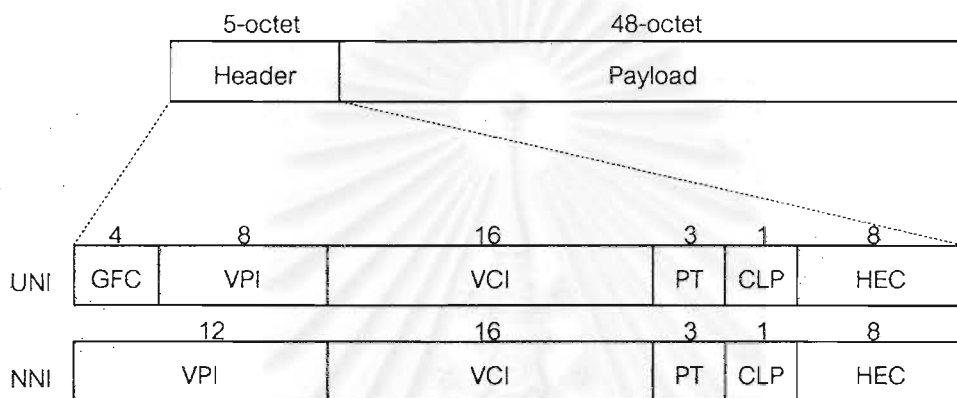 5-octet 48-octet
Header Payload
4 8 16 3 1 8
UNI GFC VPI VCI PT CLP HEC
12 16 3 1 8
NNI VPI VCI PT CLP HEC